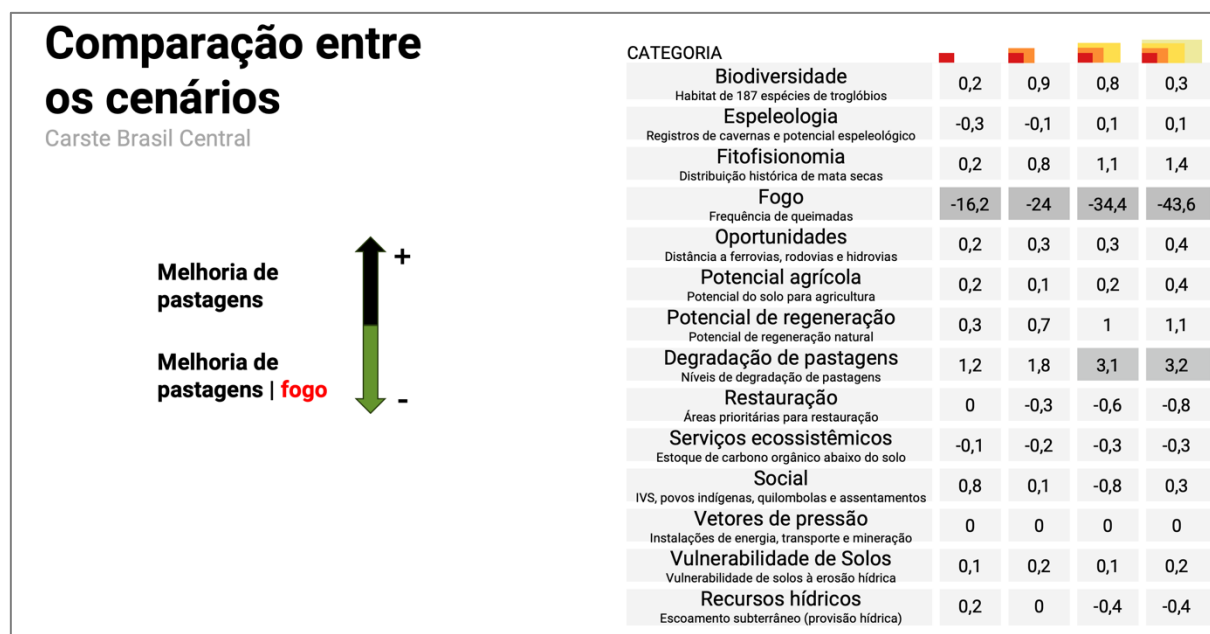 Comparação entre
os cenários
Carste Brasil Central
Melhoria de
pastagens
+
Melhoria de
pastagens | fogo
-
CATEGORIA
Biodiversidade
Habitat de 187 espécies de troglóbios
0,2 0,9 0,8 0,3
Espeleologia
Registros de cavernas e potencial espeleológico
-0,3 -0,1 0,1 0,1
Fitofisionomia
Distribuição histórica de mata secas
0,2 0,8 1,1 1,4
Fogo
Frequência de queimadas
-16,2 -24 -34,4 -43,6
Oportunidades
Distância a ferrovias, rodovias e hidrovias
0,2 0,3 0,3 0,4
Potencial agrícola
Potencial do solo para agricultura
0,2 0,1 0,2 0,4
Potencial de regeneração
Potencial de regeneração natural
0,3 0,7 1 1,1
Degradação de pastagens
Níveis de degradação de pastagens
1,2 1,8 3,1 3,2
Restauração
Áreas prioritárias para restauração
0 -0,3 -0,6 -0,8
Serviços ecossistêmicos
Estoque de carbono orgânico abaixo do solo
-0,1 -0,2 -0,3 -0,3
Social
IVS, povos indígenas, quilombolas e assentamentos
0,8 0,1 -0,8 0,3
Vetores de pressão
Instalações de energia, transporte e mineração
0 0 0 0
Vulnerabilidade de Solos
Vulnerabilidade de solos à erosão hídrica
0,1 0,2 0,1 0,2
Recursos hídricos
Escoamento subterrâneo (provisão hídrica)
0,2 0 -0,4 -0,4